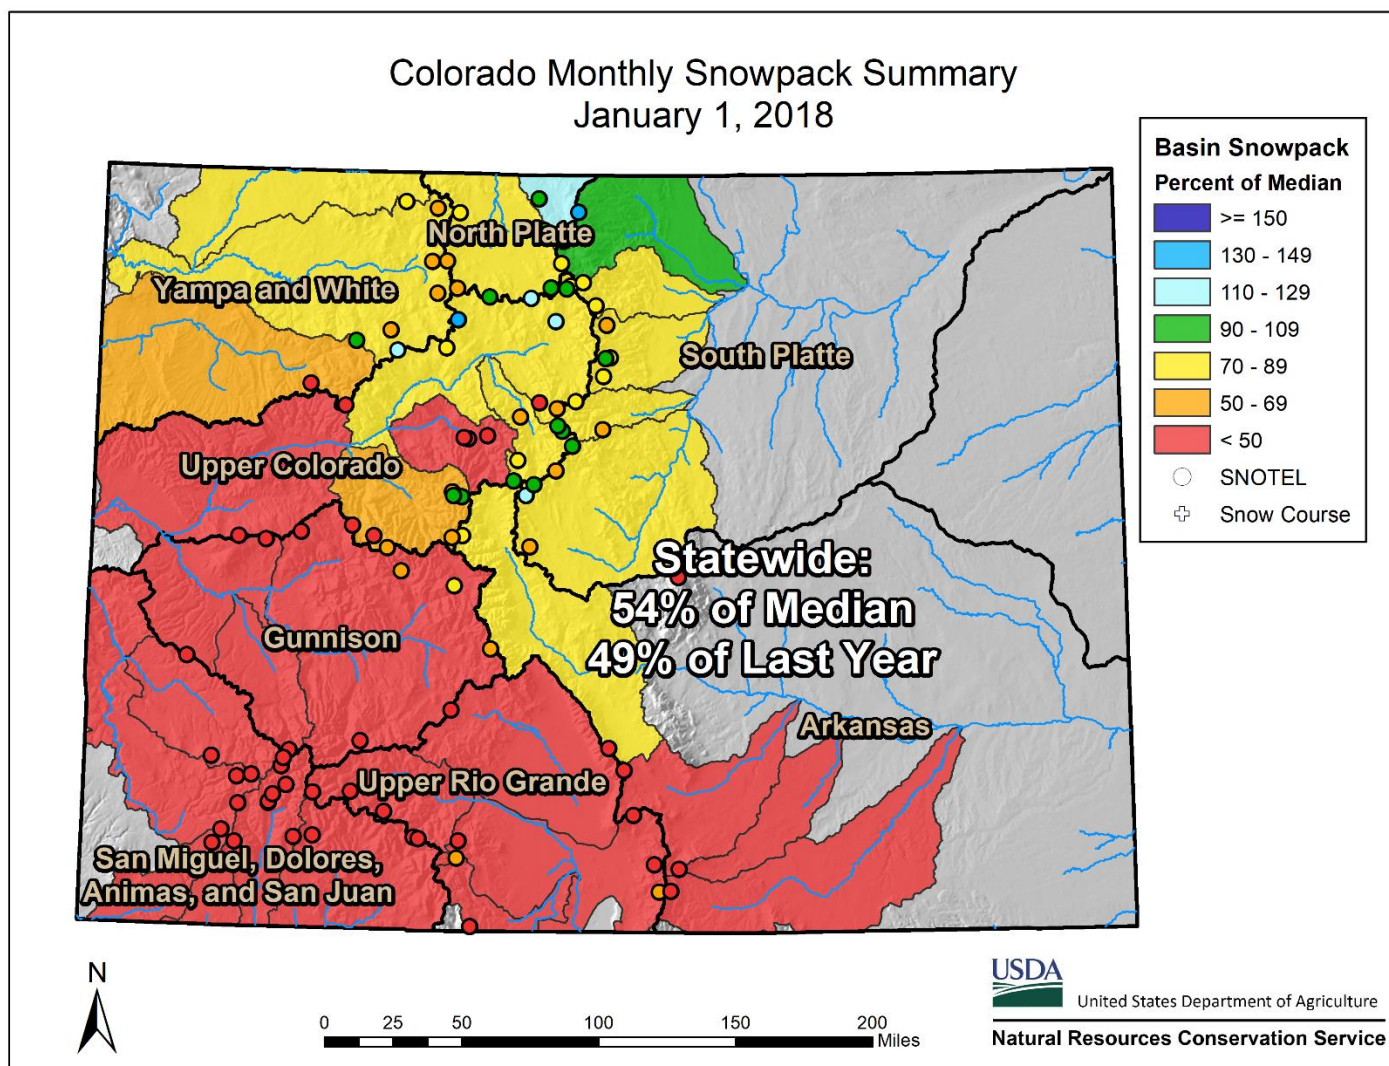 Colorado Monthly Snowpack Summary
January 1, 2018
Basin Snowpack
Percent of Median
>= 150
130 - 149
110 - 129
90 - 109
70 - 89
50 - 69
< 50
SNOTEL
Snow Course
North Platte
Yampa and White
South Platte
Upper Colorado
Statewide:
54% of Median
49% of Last Year
Gunnison
Arkansas
Upper Rio Grande
San Miguel, Dolores,
Animas, and San Juan
N
0 25 50 100 150 200
Miles
USDA
United States Department of Agriculture
Natural Resources Conservation Service